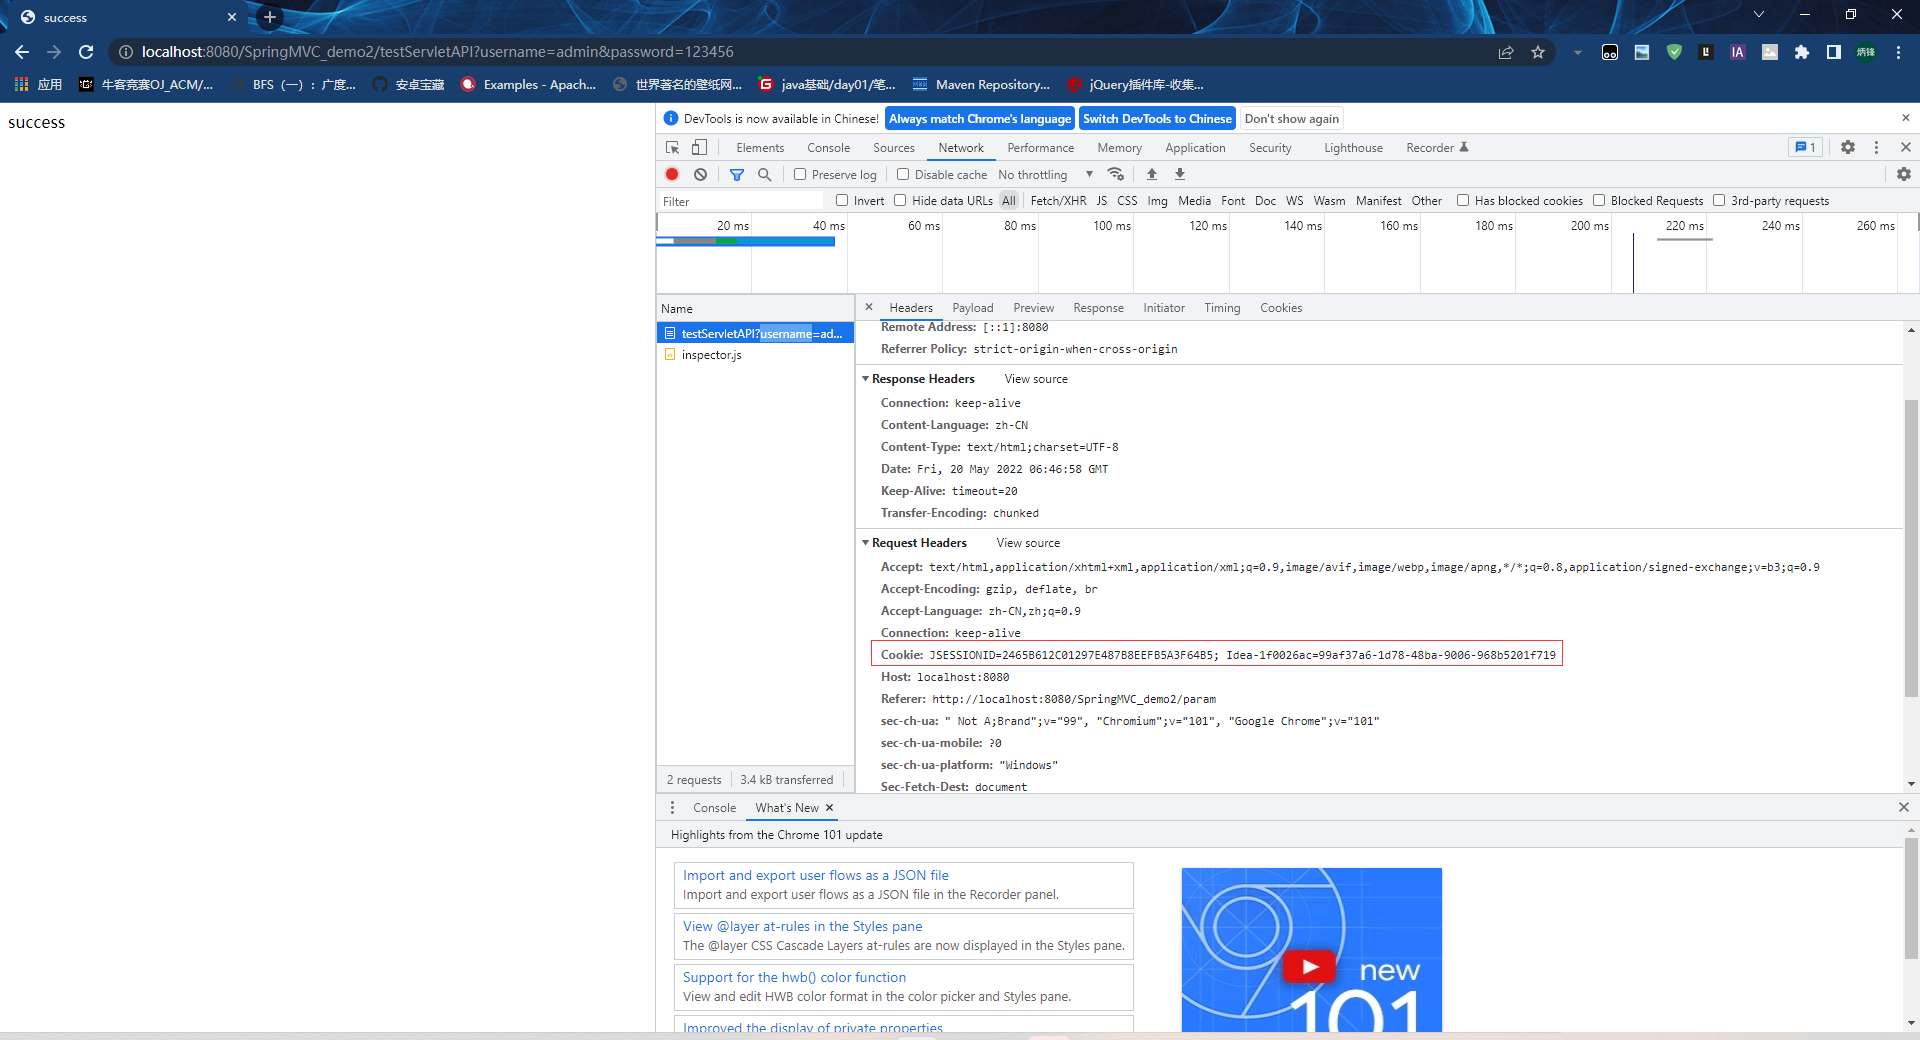 success
localhost:8080/SpringMVC_demo2/testServletAPI?username=admin&password=123456
应用
牛客竞赛OJ_ACM/...
BFS（一）：广度...
安卓宝藏
Examples - Apach...
世界著名的壁纸网...
java基础/day01/笔...
Maven Repository...
jQuery插件库-收集...
success
DevTools is now available in Chinese! Always match Chrome's language Switch DevTools to Chinese Don't show again
Elements Console Sources Network Performance Memory Application Security Lighthouse Recorder 1
Preserve log Disable cache No throttling
Filter Invert Hide data URLs All Fetch/XHR JS CSS Img Media Font Doc WS Wasm Manifest Other Has blocked cookies Blocked Requests 3rd-party requests
20 ms 40 ms 60 ms 80 ms 100 ms 120 ms 140 ms 160 ms 180 ms 200 ms 220 ms 240 ms 260 ms
Name
testServletAPI?username=ad...
inspector.js
2 requests 3.4 kB transferred
Headers Payload Preview Response Initiator Timing Cookies
Remote Address: [::1]:8080
Referrer Policy: strict-origin-when-cross-origin
Response Headers View source
Connection: keep-alive
Content-Language: zh-CN
Content-Type: text/html;charset=UTF-8
Date: Fri, 20 May 2022 06:46:58 GMT
Keep-Alive: timeout=20
Transfer-Encoding: chunked
Request Headers View source
Accept: text/html,application/xhtml+xml,application/xml;q=0.9,image/avif,image/webp,image/apng,*/*;q=0.8,application/signed-exchange;v=b3;q=0.9
Accept-Encoding: gzip, deflate, br
Accept-Language: zh-CN,zh;q=0.9
Connection: keep-alive
Cookie: JSESSIONID=2465B612C01297E487B8EEFB5A3F64B5; Idea-1f0026ac=99af37a6-1d78-48ba-9006-968b5201f719
Host: localhost:8080
Referer: http://localhost:8080/SpringMVC_demo2/param
sec-ch-ua: " Not A;Brand";v="99", "Chromium";v="101", "Google Chrome";v="101"
sec-ch-ua-mobile: ?0
sec-ch-ua-platform: "Windows"
Sec-Fetch-Dest: document
Console What's New
Highlights from the Chrome 101 update
Import and export user flows as a JSON file
Import and export user flows as a JSON file in the Recorder panel.
View @layer at-rules in the Styles pane
The @layer CSS Cascade Layers at-rules are now displayed in the Styles pane.
Support for the hwb() color function
View and edit HWB color format in the color picker and Styles pane.
Improved the display of private properties
new
101